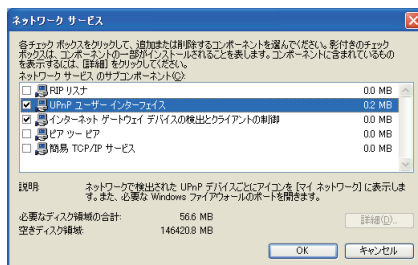 ネットワーク サービス
各チェック ボックスをクリックして、追加または削除するコンポーネントを選んでください。影付きのチェック
ボックスは、コンポーネントの一部がインストールされることを表します。コンポーネントに含まれているもの
を表示するには、[詳細] をクリックしてください。
ネットワーク サービス のサブコンポーネント(C):
RIP リスナ 0.0 MB
UPnP ユーザー インターフェイス 0.2 MB
インターネット ゲートウェイ デバイスの検出とクライアントの制御 0.0 MB
ピア ツー ピア 0.0 MB
簡易 TCP/IP サービス 0.0 MB
説明: ネットワークで検出された UPnP デバイスごとにアイコンを [マイ ネットワーク] に表示しま
す。また、必要な Windows ファイアウォールのポートを開きます。
必要なディスク領域の合計: 56.6 MB
空きディスク領域: 146420.8 MB
詳細(D)...
OK
キャンセル